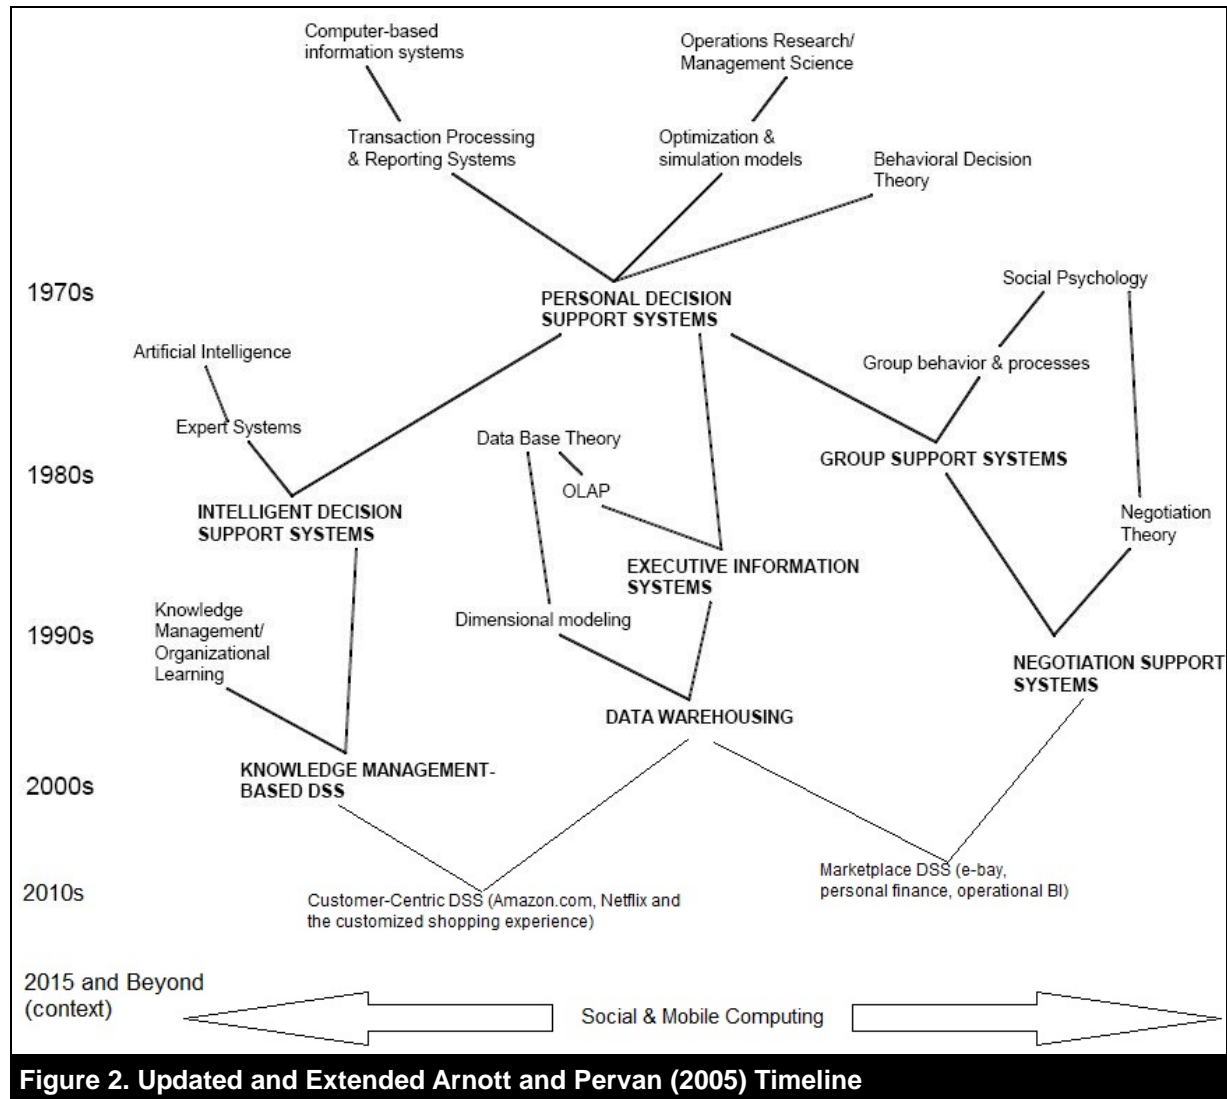 Computer-based
information systems
Operations Research/
Management Science
Transaction Processing
& Reporting Systems
Optimization &
simulation models
Behavioral Decision
Theory
1970s
PERSONAL DECISION
SUPPORT SYSTEMS
Social Psychology
Artificial Intelligence
Group behavior & processes
Expert Systems
Data Base Theory
GROUP SUPPORT SYSTEMS
1980s
OLAP
INTELLIGENT DECISION
SUPPORT SYSTEMS
Negotiation
Theory
EXECUTIVE INFORMATION
SYSTEMS
Knowledge
Management/
Organizational
Learning
Dimensional modeling
1990s
NEGOTIATION SUPPORT
SYSTEMS
DATA WAREHOUSING
KNOWLEDGE MANAGEMENT-
BASED DSS
2000s
Marketplace DSS (e-bay,
personal finance, operational BI)
2010s
Customer-Centric DSS (Amazon.com, Netflix and
the customized shopping experience)
2015 and Beyond
(context)
Social & Mobile Computing
Figure 2. Updated and Extended Arnott and Pervan (2005) Timeline